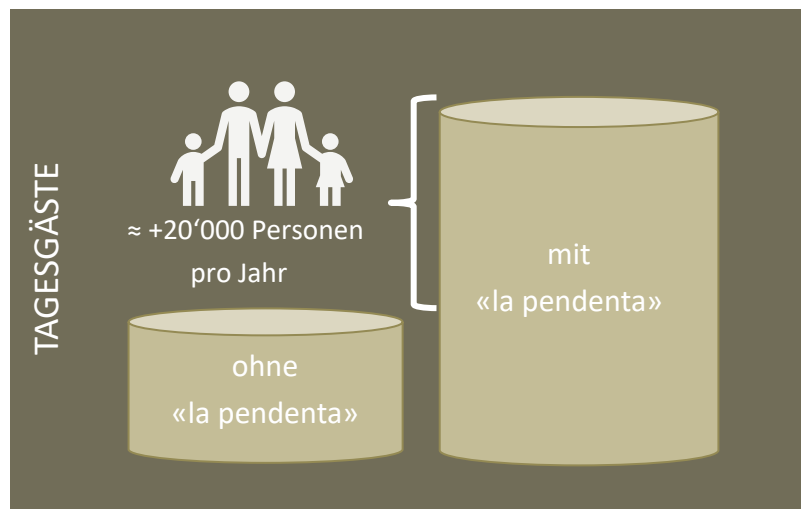 TAGESGÄSTE
≈ +20‘000 Personen
pro Jahr
mit
«la pendenta»
ohne
«la pendenta»